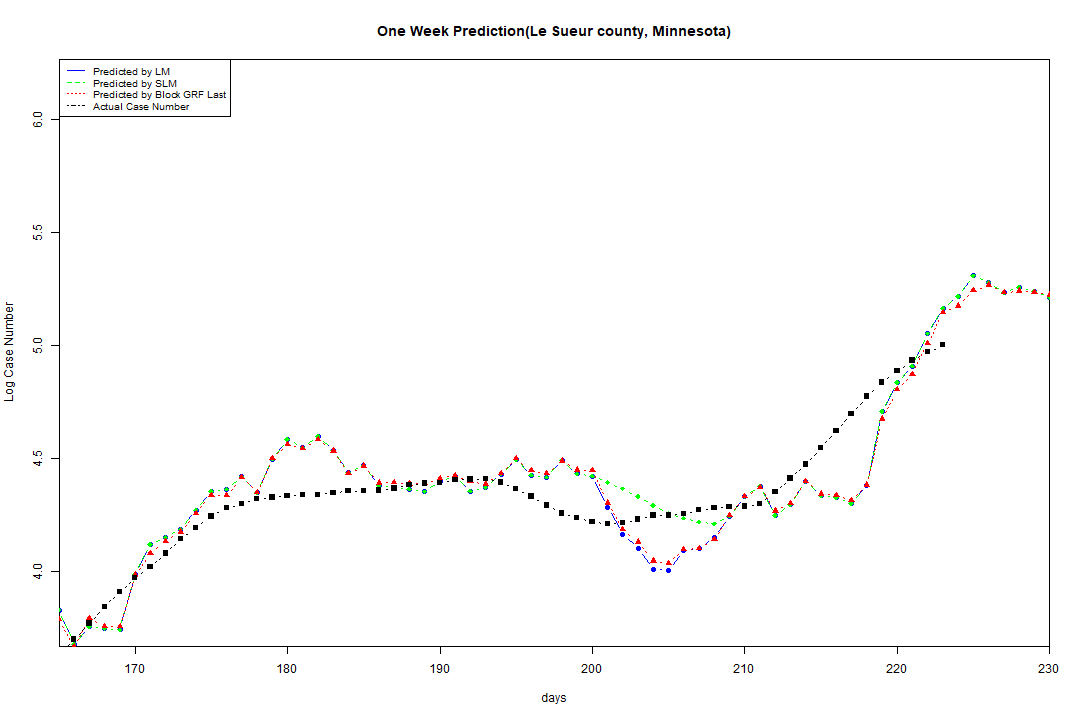 One Week Prediction(Le Sueur county, Minnesota)
Predicted by LM
Predicted by SLM
Predicted by Block GRF Last
Actual Case Number
6.0
5.5
5.0
4.5
4.0
Log Case Number
170 180 190 200 210 220 230
days